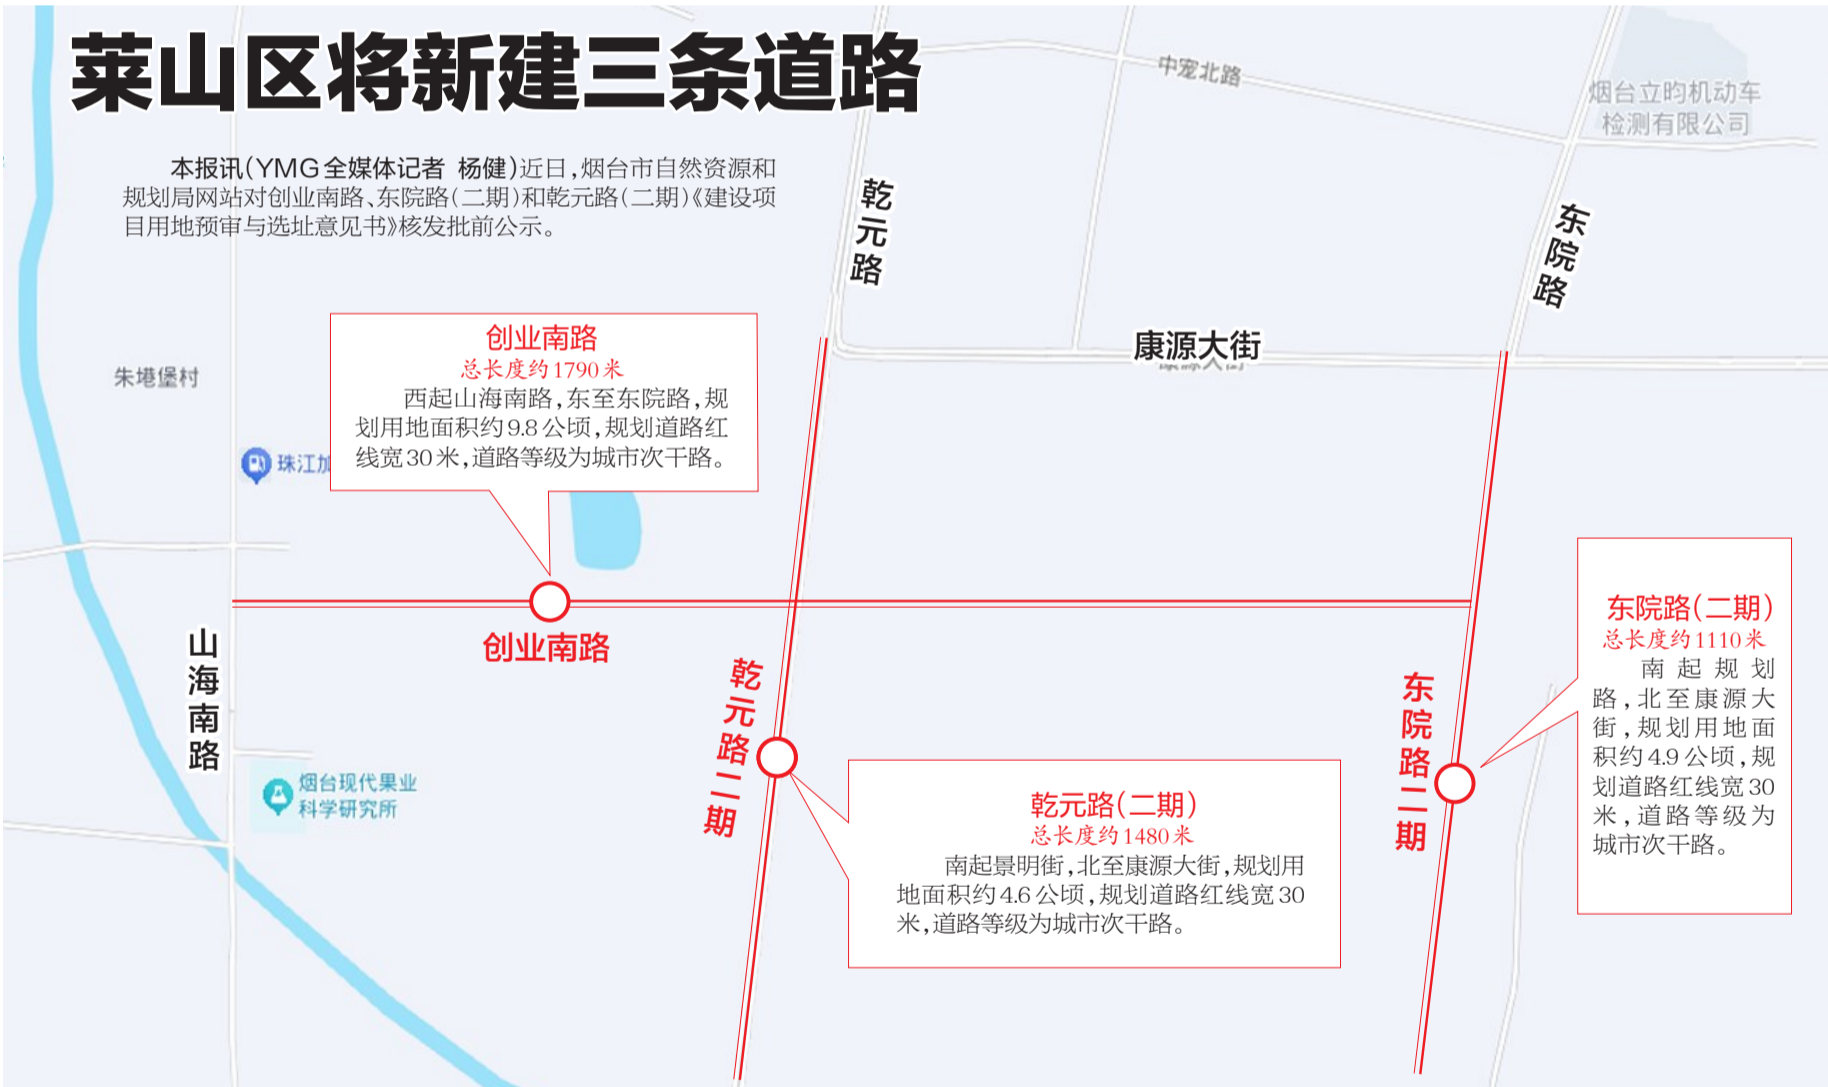 莱山区将新建三条道路
本报讯(YMG全媒体记者 杨健)近日,烟台市自然资源和
规划局网站对创业南路、东院路(二期)和乾元路(二期)《建设项
目用地预审与选址意见书》核发批前公示。
中宠北路
烟台立昀机动车
检测有限公司
乾元路
东院路
康源大街
朱塂堡村
珠江加
创业南路
总长度约1790米
西起山海南路,东至东院路,规
划用地面积约9.8公顷,规划道路红
线宽30米,道路等级为城市次干路。
创业南路
山海南路
烟台现代果业
科学研究所
乾元路二期
乾元路(二期)
总长度约1480米
南起景明街,北至康源大街,规划用
地面积约4.6公顷,规划道路红线宽30
米,道路等级为城市次干路。
东院路二期
东院路(二期)
总长度约1110米
南起规划
路,北至康源大
街,规划用地面
积约4.9公顷,规
划道路红线宽30
米,道路等级为
城市次干路。